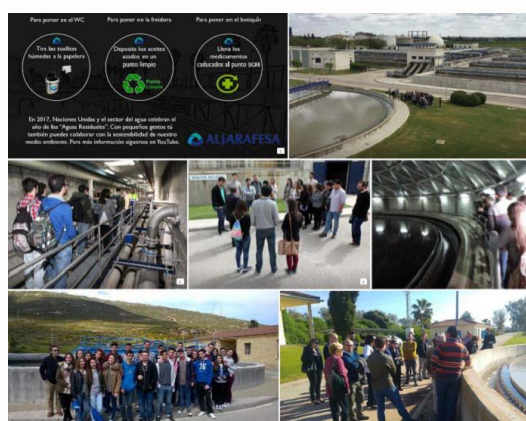 Para poner en el WC
Para poner en la freidora
Para poner en el botiquín
Tira las toallitas
húmedas a la papelera
Deposita los aceites
usados en un
punto limpio
Punto
Limpio
Lleva los
medicamentos
caducados al punto SIGRE
En 2017, Naciones Unidas y el sector del agua celebran el
año de las "Aguas Residuales". Con pequeños gestos tú
también puedes colaborar con la sostenibilidad de nuestro
medio ambiente. Para más información síguenos en YouTube.
ALJARAFESA